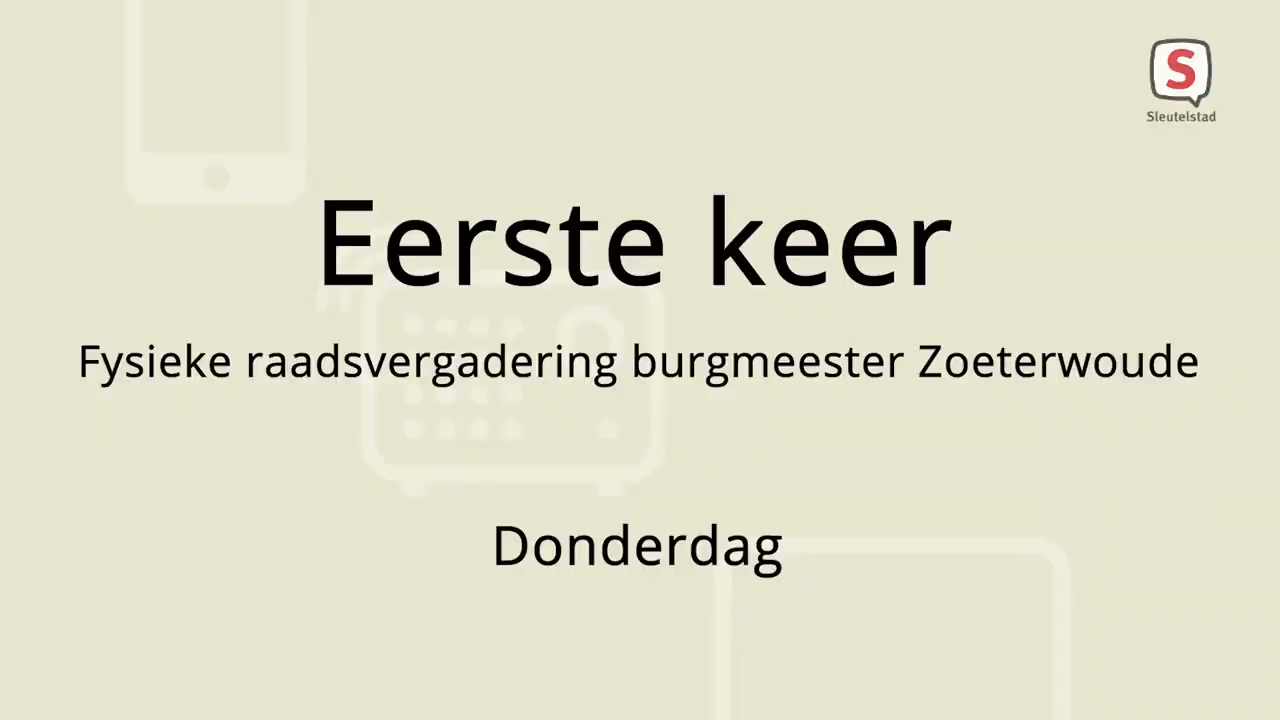 S
Sleutelstad
Eerste keer
Fysieke raadsvergadering burgmeester Zoeterwoude
Donderdag